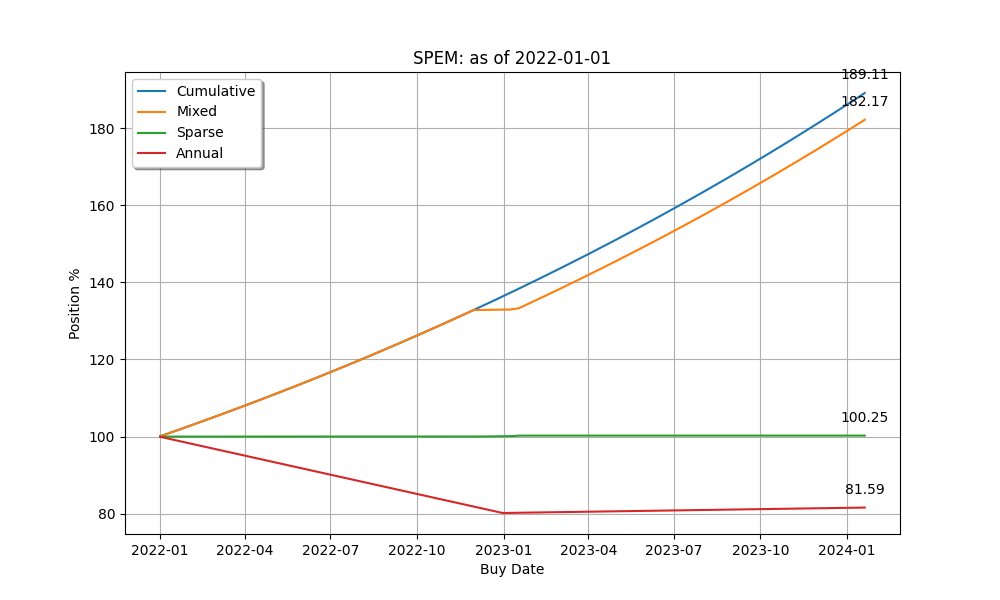 SPEM: as of 2022-01-01
Cumulative
Mixed
Sparse
Annual
189.11
182.17
100.25
81.59
Position %
180
160
140
120
100
80
2022-01 2022-04 2022-07 2022-10 2023-01 2023-04 2023-07 2023-10 2024-01
Buy Date